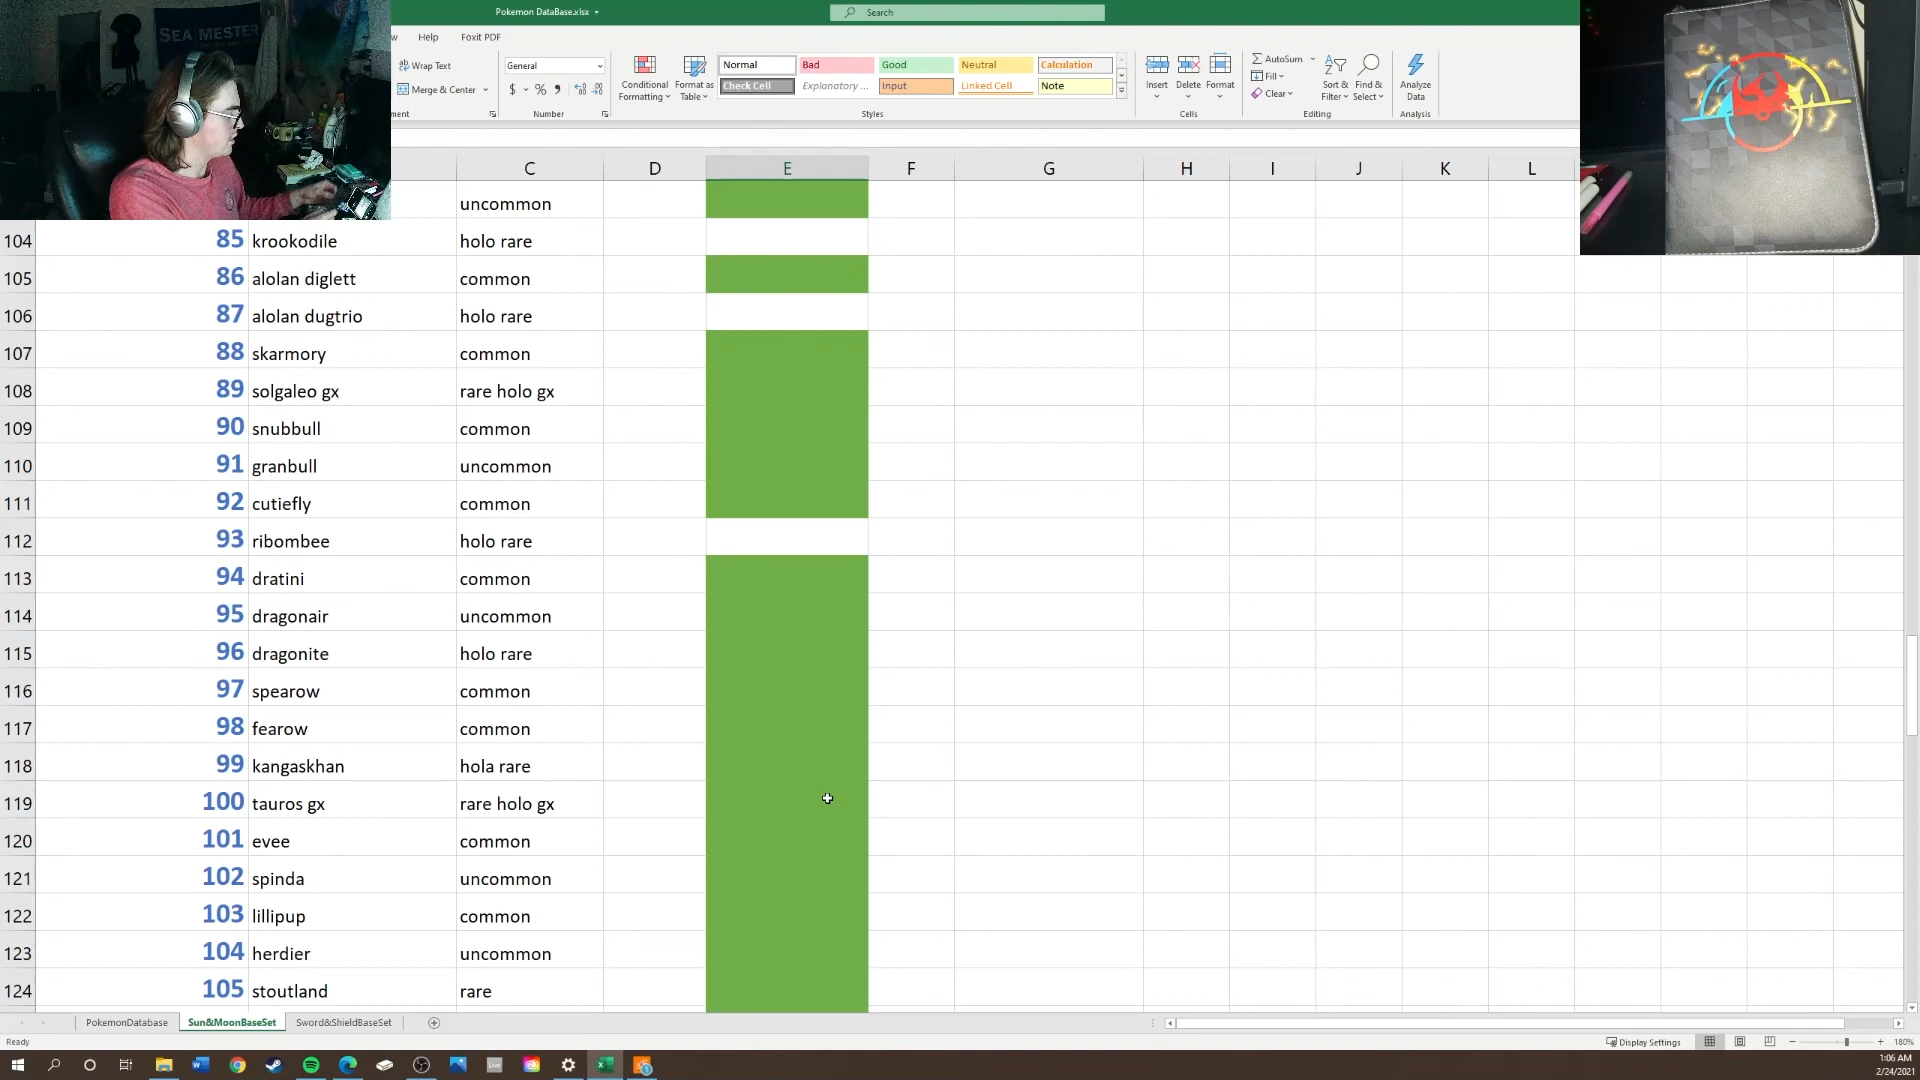 SEA MESTER
Pokemon DataBase.xlsx
Search
w Help Foxit PDF
Wrap Text
Merge & Center
ment
General
$ % 9
Number
Conditional Formatting
Format as Table
Normal Bad Good Neutral Calculation
Check Cell Explanatory ... Input Linked Cell Note
Styles
Insert Delete Format
Cells
AutoSum
Fill
Clear
Sort & Filter
Find & Select
Editing
Analyze Data
Analysis
C D E F G H I J K L
uncommon
104 85 krookodile holo rare
105 86 alolan diglett common
106 87 alolan dugtrio holo rare
107 88 skarmory common
108 89 solgaleo gx rare holo gx
109 90 snubbull common
110 91 granbull uncommon
111 92 cutiefly common
112 93 ribombee holo rare
113 94 dratini common
114 95 dragonair uncommon
115 96 dragonite holo rare
116 97 spearow common
117 98 fearow common
118 99 kangaskhan hola rare
119 100 tauros gx rare holo gx
120 101 evee common
121 102 spinda uncommon
122 103 lillipup common
123 104 herdier uncommon
124 105 stoutland rare
PokemonDatabase Sun&MoonBaseSet Sword&ShieldBaseSet
Ready
Display Settings
180%
1:06 AM
2/24/2021